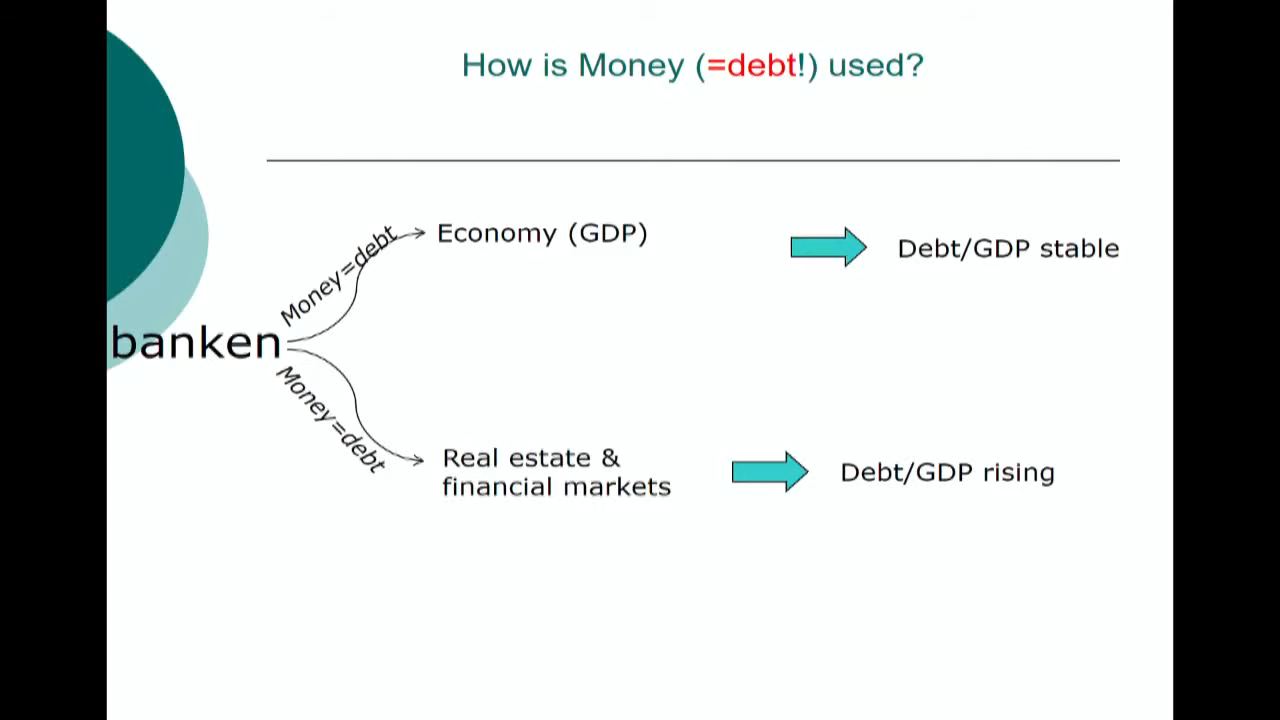 How is Money (=debt!) used?
Money=debt
Economy (GDP)
Debt/GDP stable
banken
Money=debt
Real estate &
financial markets
Debt/GDP rising